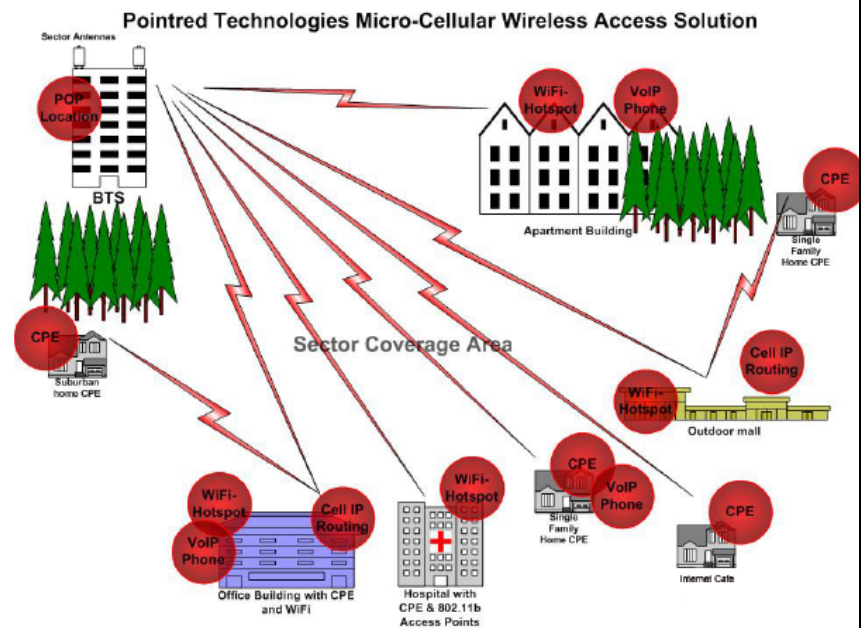 Pointred Technologies Micro-Cellular Wireless Access Solution
Sector Antennas
POP
Location
BTS
WiFi-
Hotspot
VoIP
Phone
Apartment Building
CPE
Single
Family
Home CPE
CPE
Suburban
home CPE
Sector Coverage Area
Cell IP
Routing
WiFi-
Hotspot
Outdoor mall
WiFi-
Hotspot
VoIP
Phone
Cell IP
Routing
Office Building with CPE
and WiFi
WiFi-
Hotspot
Hospital with
CPE & 802.11b
Access Points
CPE
VoIP
Phone
Single
Family
Home CPE
CPE
Internet Cafe